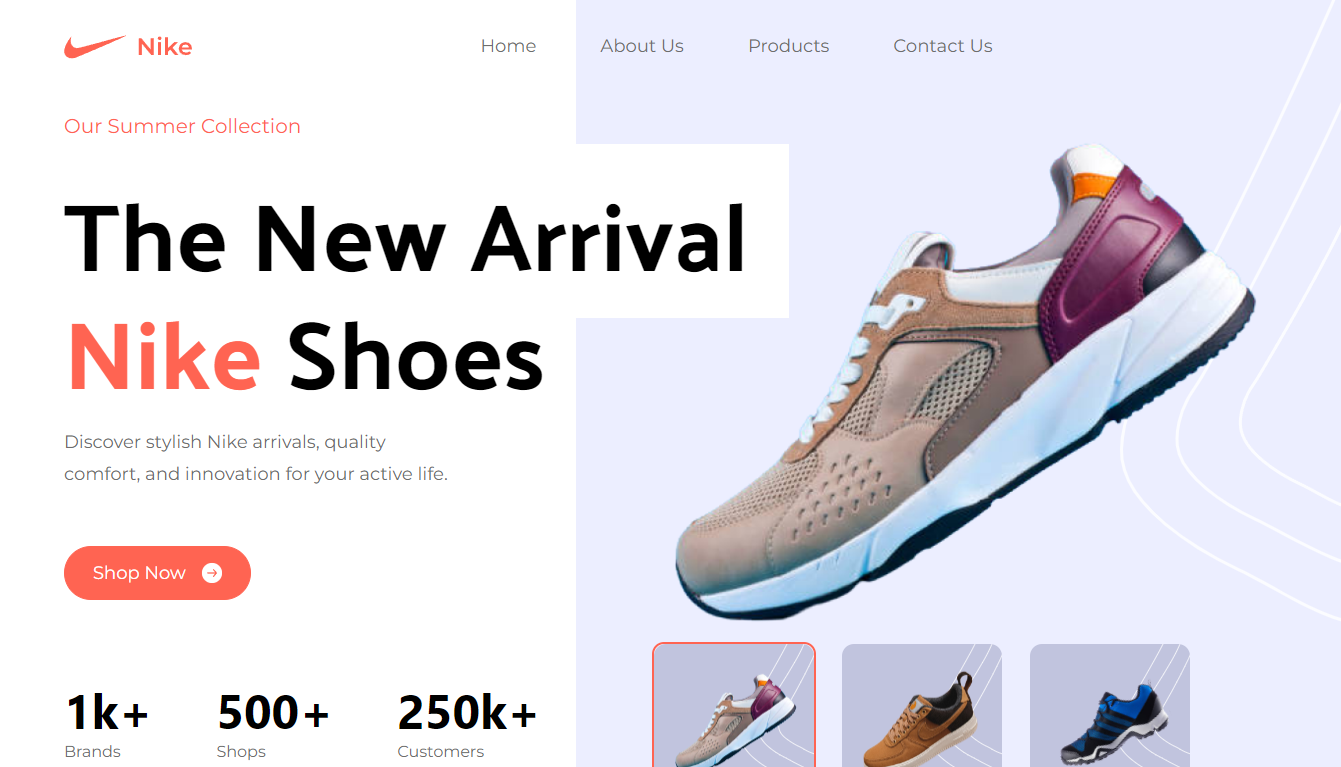 Nike
Home
About Us
Products
Contact Us
Our Summer Collection
The New Arrival
Nike Shoes
Discover stylish Nike arrivals, quality
comfort, and innovation for your active life.
Shop Now
1k+
500+
250k+
Brands
Shops
Customers